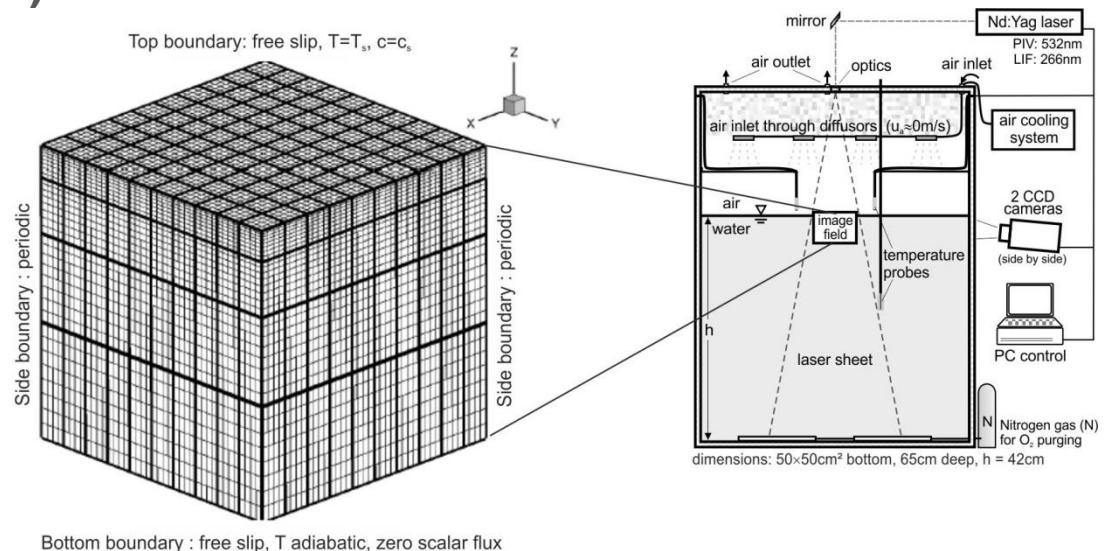 Top boundary: free slip, T=Tₛ, c=cₛ
Z
X
Y
Side boundary : periodic
Side boundary : periodic
Bottom boundary : free slip, T adiabatic, zero scalar flux
mirror
Nd:Yag laser
PIV: 532nm
LIF: 266nm
air outlet
optics
air inlet
air inlet through diffusors (uₐ≈0m/s)
air cooling
system
air
water
image
field
2 CCD
cameras
(side by side)
temperature
probes
h
laser sheet
PC control
N
Nitrogen gas (N)
for O₂ purging
dimensions: 50×50cm² bottom, 65cm deep, h = 42cm